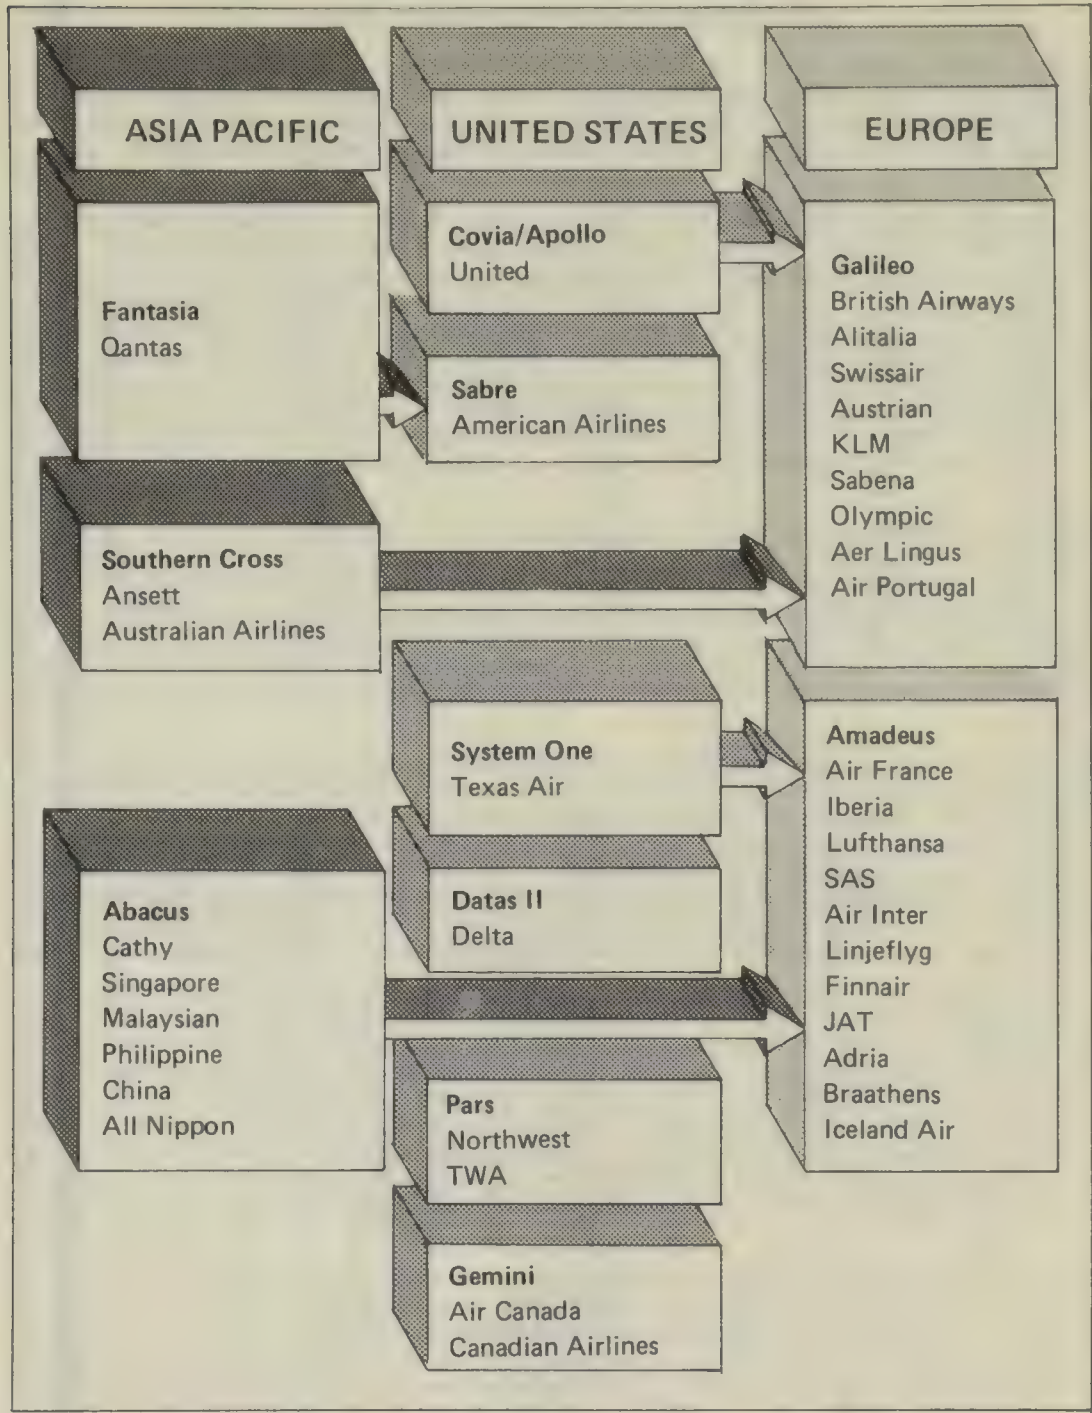 ASIA PACIFIC
Fantasia
Qantas
Southern Cross
Ansett
Australian Airlines
Abacus
Cathy
Singapore
Malaysian
Philippine
China
All Nippon
UNITED STATES
Covia/Apollo
United
Sabre
American Airlines
System One
Texas Air
Datas II
Delta
Pars
Northwest
TWA
Gemini
Air Canada
Canadian Airlines
EUROPE
Galileo
British Airways
Alitalia
Swissair
Austrian
KLM
Sabena
Olympic
Aer Lingus
Air Portugal
Amadeus
Air France
Iberia
Lufthansa
SAS
Air Inter
Linjeflyg
Finnair
JAT
Adria
Braathens
Iceland Air